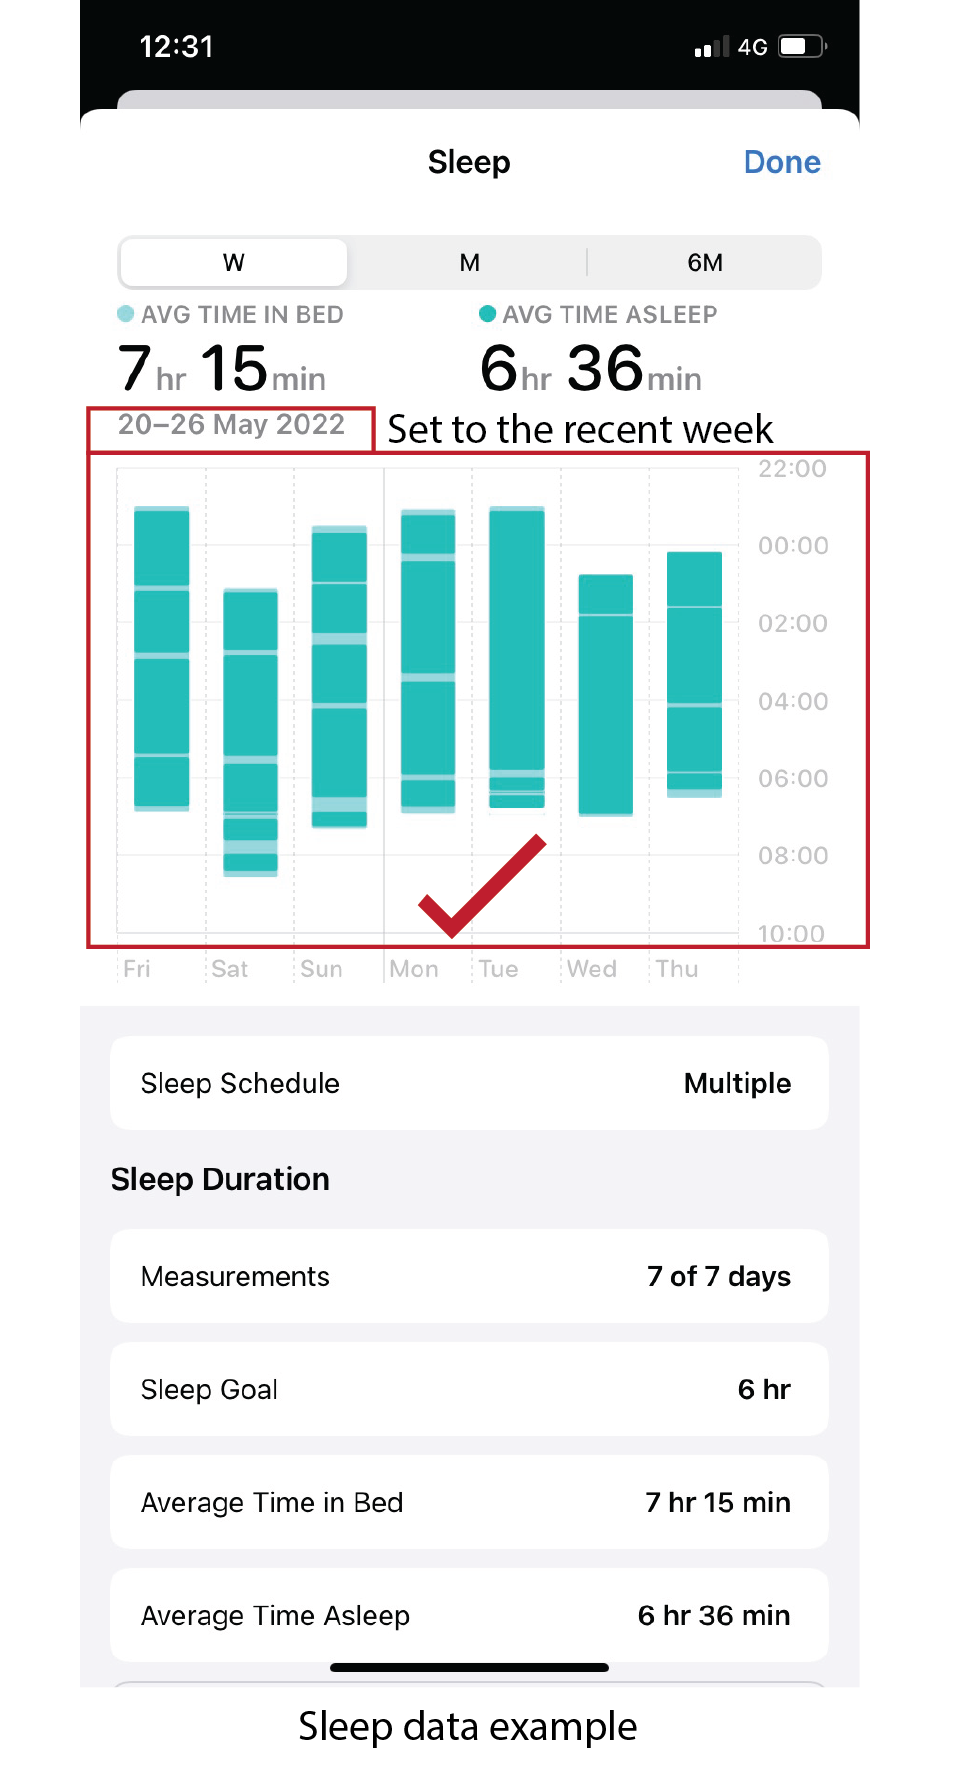 12:31 4G
Sleep Done
W M 6M
AVG TIME IN BED AVG TIME ASLEEP
7 hr 15 min 6 hr 36 min
20–26 May 2022 Set to the recent week
22:00
00:00
02:00
04:00
06:00
08:00
10:00
Fri Sat Sun Mon Tue Wed Thu
Sleep Schedule Multiple
Sleep Duration
Measurements 7 of 7 days
Sleep Goal 6 hr
Average Time in Bed 7 hr 15 min
Average Time Asleep 6 hr 36 min
Sleep data example